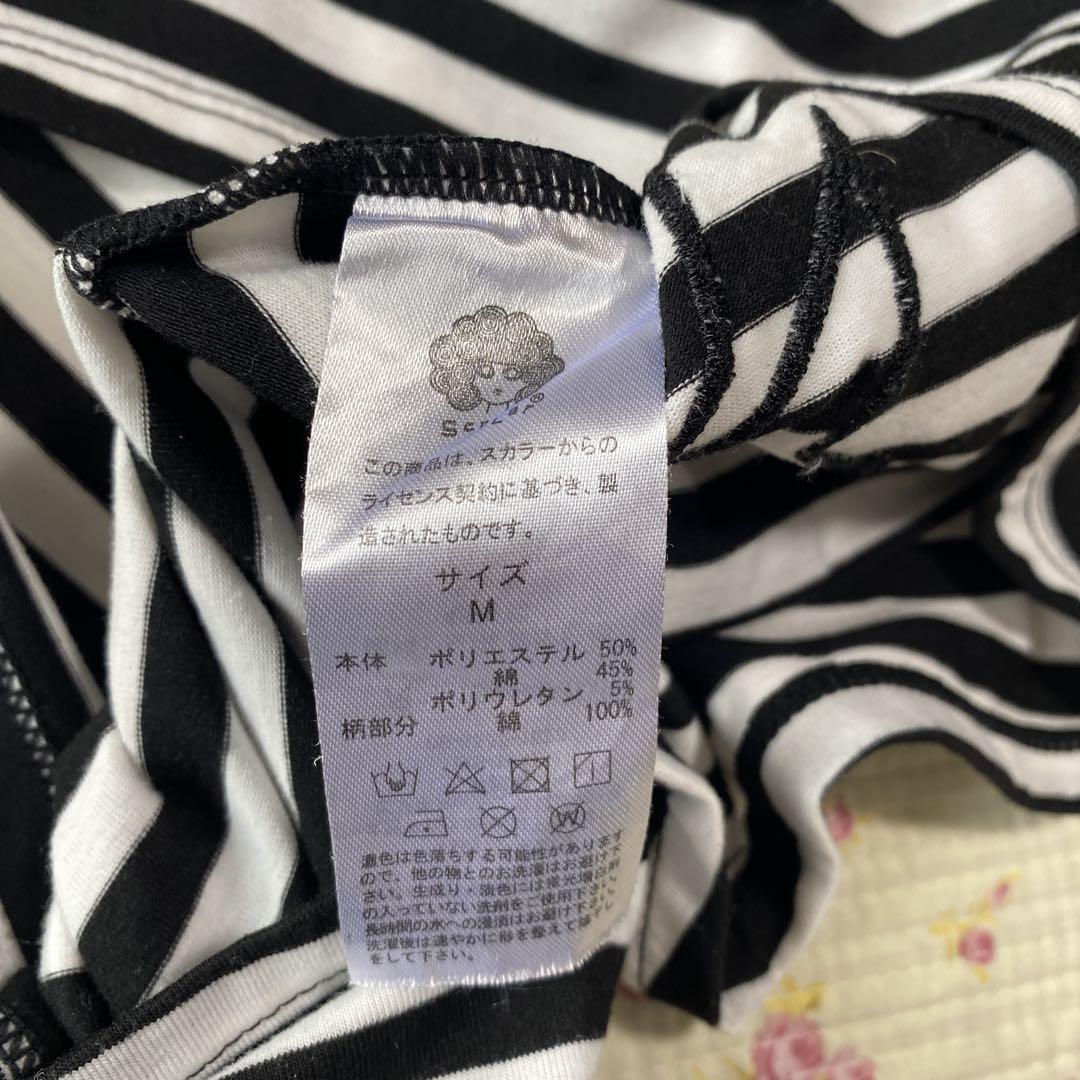 ScoLar®
この商品は、スカラーからの
ライセンス契約に基づき、製
造されたものです。
サイズ
M
本体 ポリエステル 50%
綿 45%
ポリウレタン 5%
柄部分 綿 100%
濃色は色落ちする可能性があります
ので、他の物とのお洗濯はお避け下
さい。生成り・淡色には蛍光増白剤
の入っていない洗剤をご使用下さい。
長時間の水への浸漬はお避け下さい。
洗濯後は速やかに形を整えて陰干し
をして下さい。